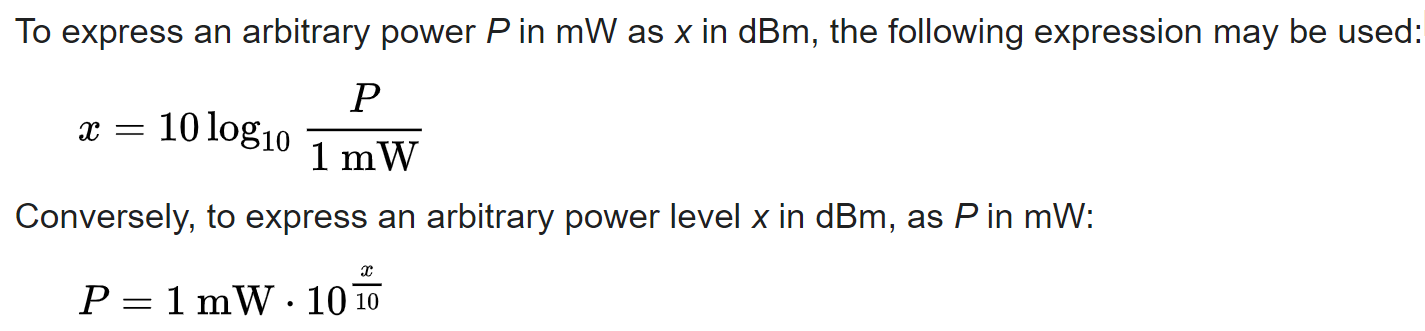 To express an arbitrary power P in mW as x in dBm, the following expression may be used:
x = 10 log₁₀ P / 1 mW
Conversely, to express an arbitrary power level x in dBm, as P in mW:
P = 1 mW · 10^(x/10)